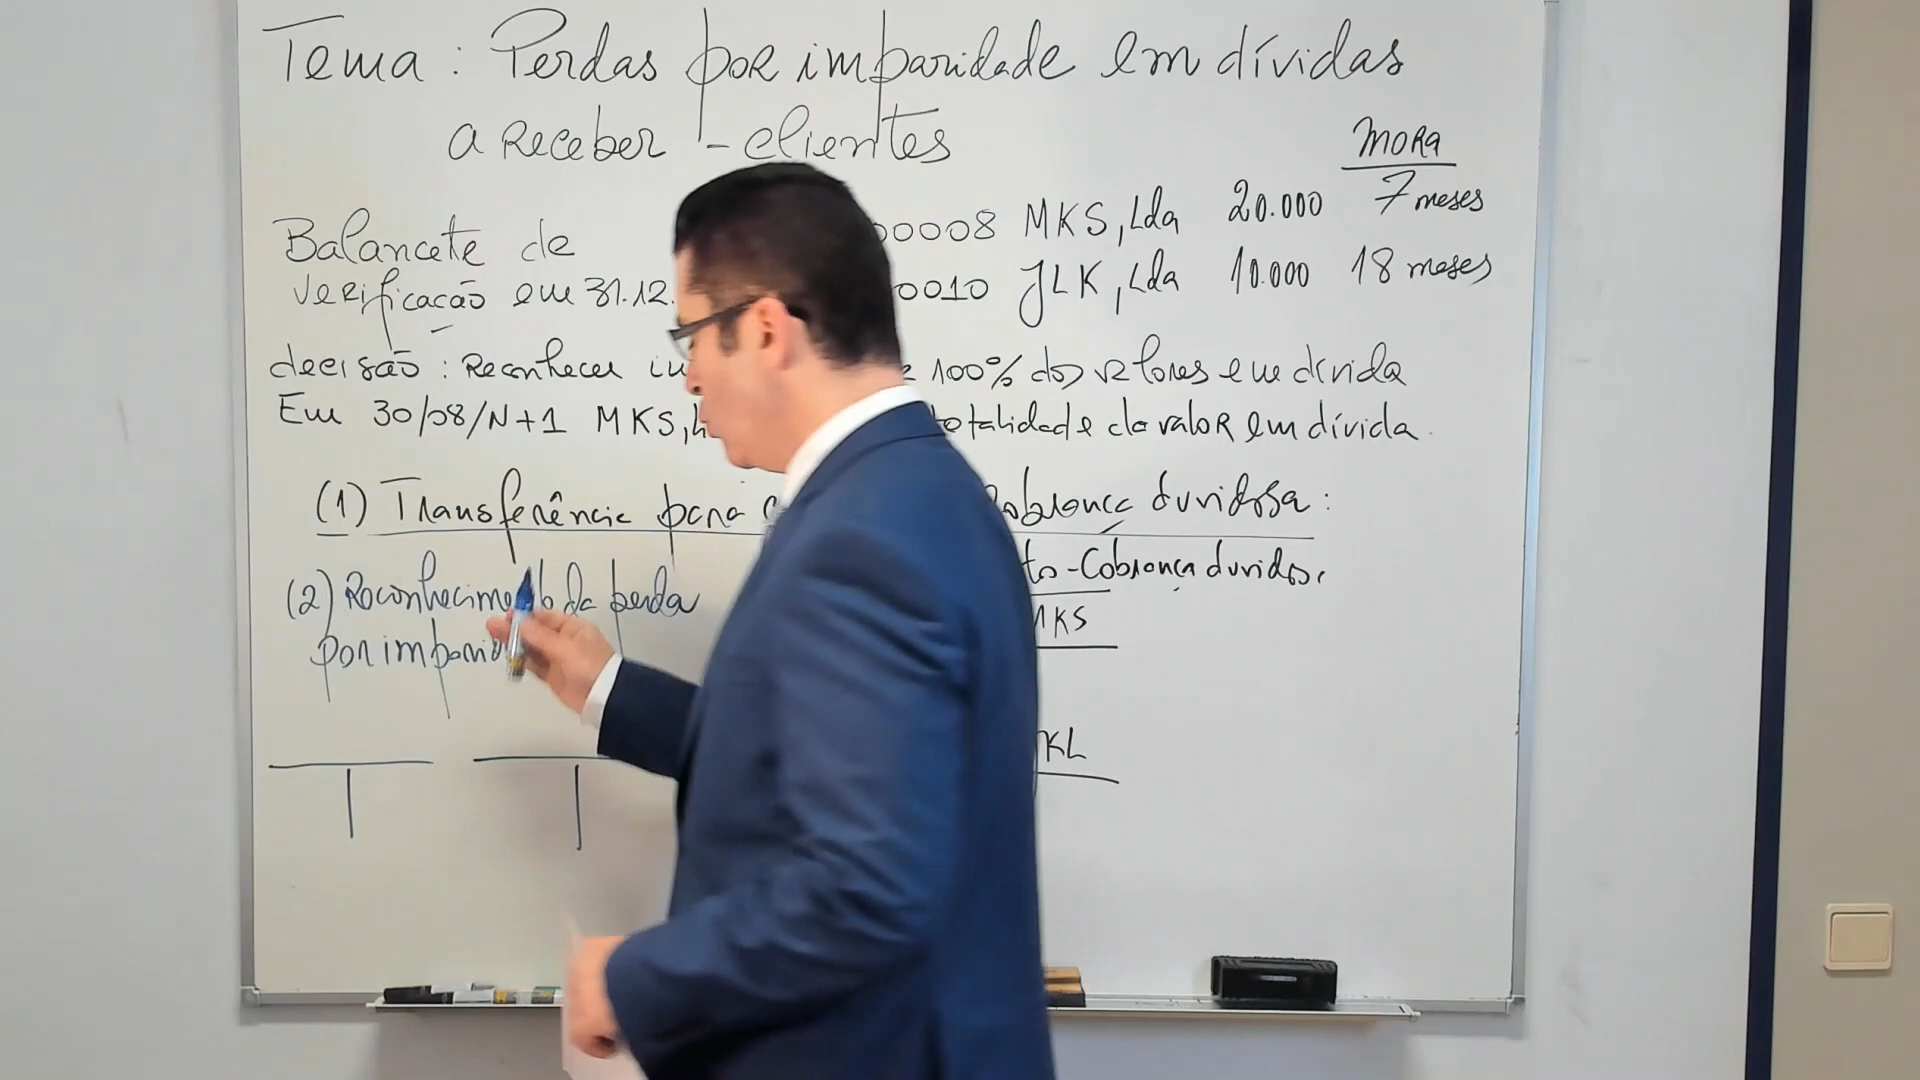 Tema: Perdas por imparidade em dívidas
a Receber - clientes
MORA
00008 MKS, Lda 20.000 7 meses
Balancete de
0010 JLK, Lda 10.000 18 meses
Verificação em 31.12.
decisão: Reconhecer 100% dos valores em dívida
Em 30/08/N+1 MKS, totalidade do valor em dívida.
(1) Transferência para cobrança duvidosa:
Cobrança duvidosa
(2) Reconhecimento da perda
MKS
por imparid
KL